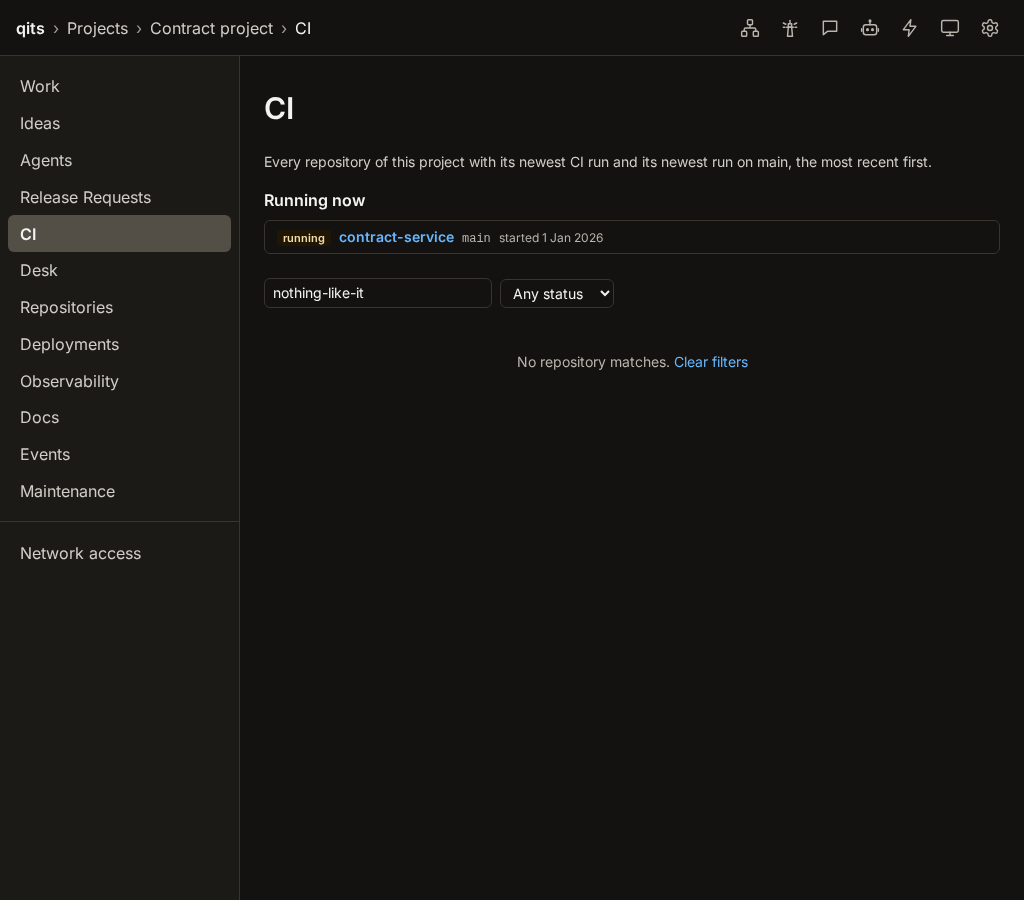 qits › Projects › Contract project › CI
Work
Ideas
Agents
Release Requests
CI
Desk
Repositories
Deployments
Observability
Docs
Events
Maintenance
Network access
CI
Every repository of this project with its newest CI run and its newest run on main, the most recent first.
Running now
running contract-service main started 1 Jan 2026
nothing-like-it Any status
No repository matches. Clear filters